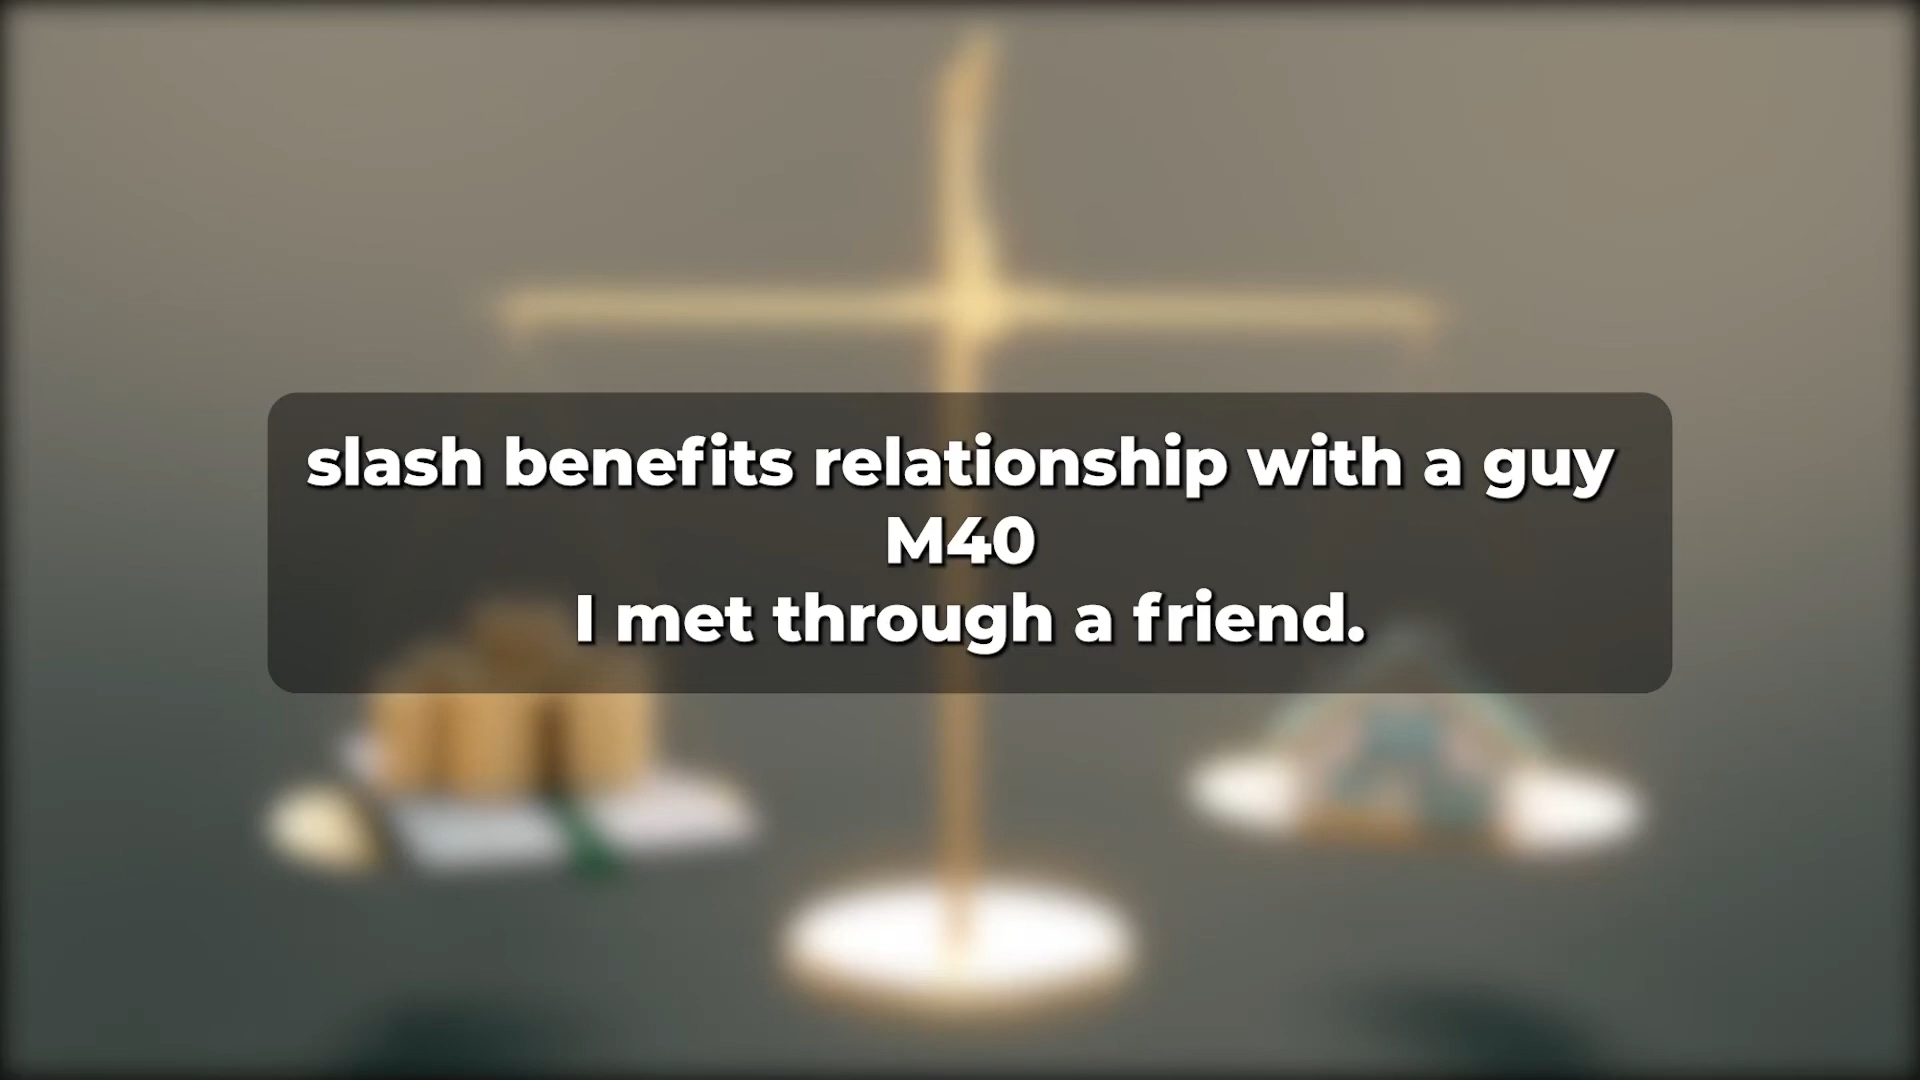 slash benefits relationship with a guy
M40
I met through a friend.